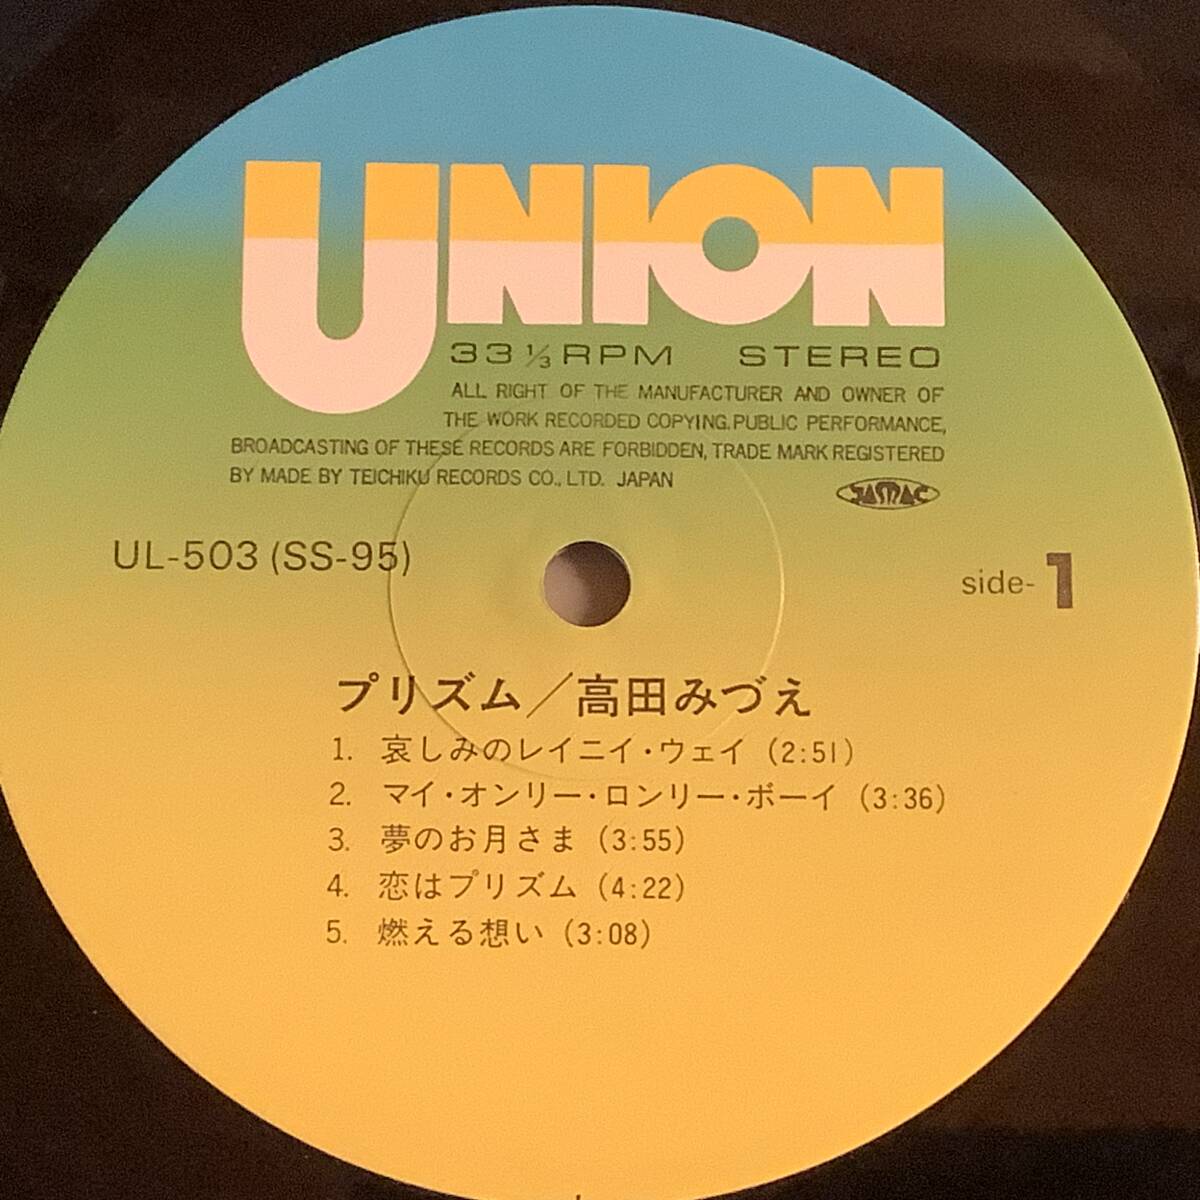 UNION
33 1/3 RPM STEREO
ALL RIGHT OF THE MANUFACTURER AND OWNER OF
THE WORK RECORDED COPYING. PUBLIC PERFORMANCE,
BROADCASTING OF THESE RECORDS ARE FORBIDDEN, TRADE MARK REGISTERED
BY MADE BY TEICHIKU RECORDS CO., LTD. JAPAN
JASRAC
UL-503 (SS-95)
side-1
プリズム／高田みづえ
1. 哀しみのレイニイ・ウェイ (2:51)
2. マイ・オンリー・ロンリー・ボーイ (3:36)
3. 夢のお月さま (3:55)
4. 恋はプリズム (4:22)
5. 燃える想い (3:08)